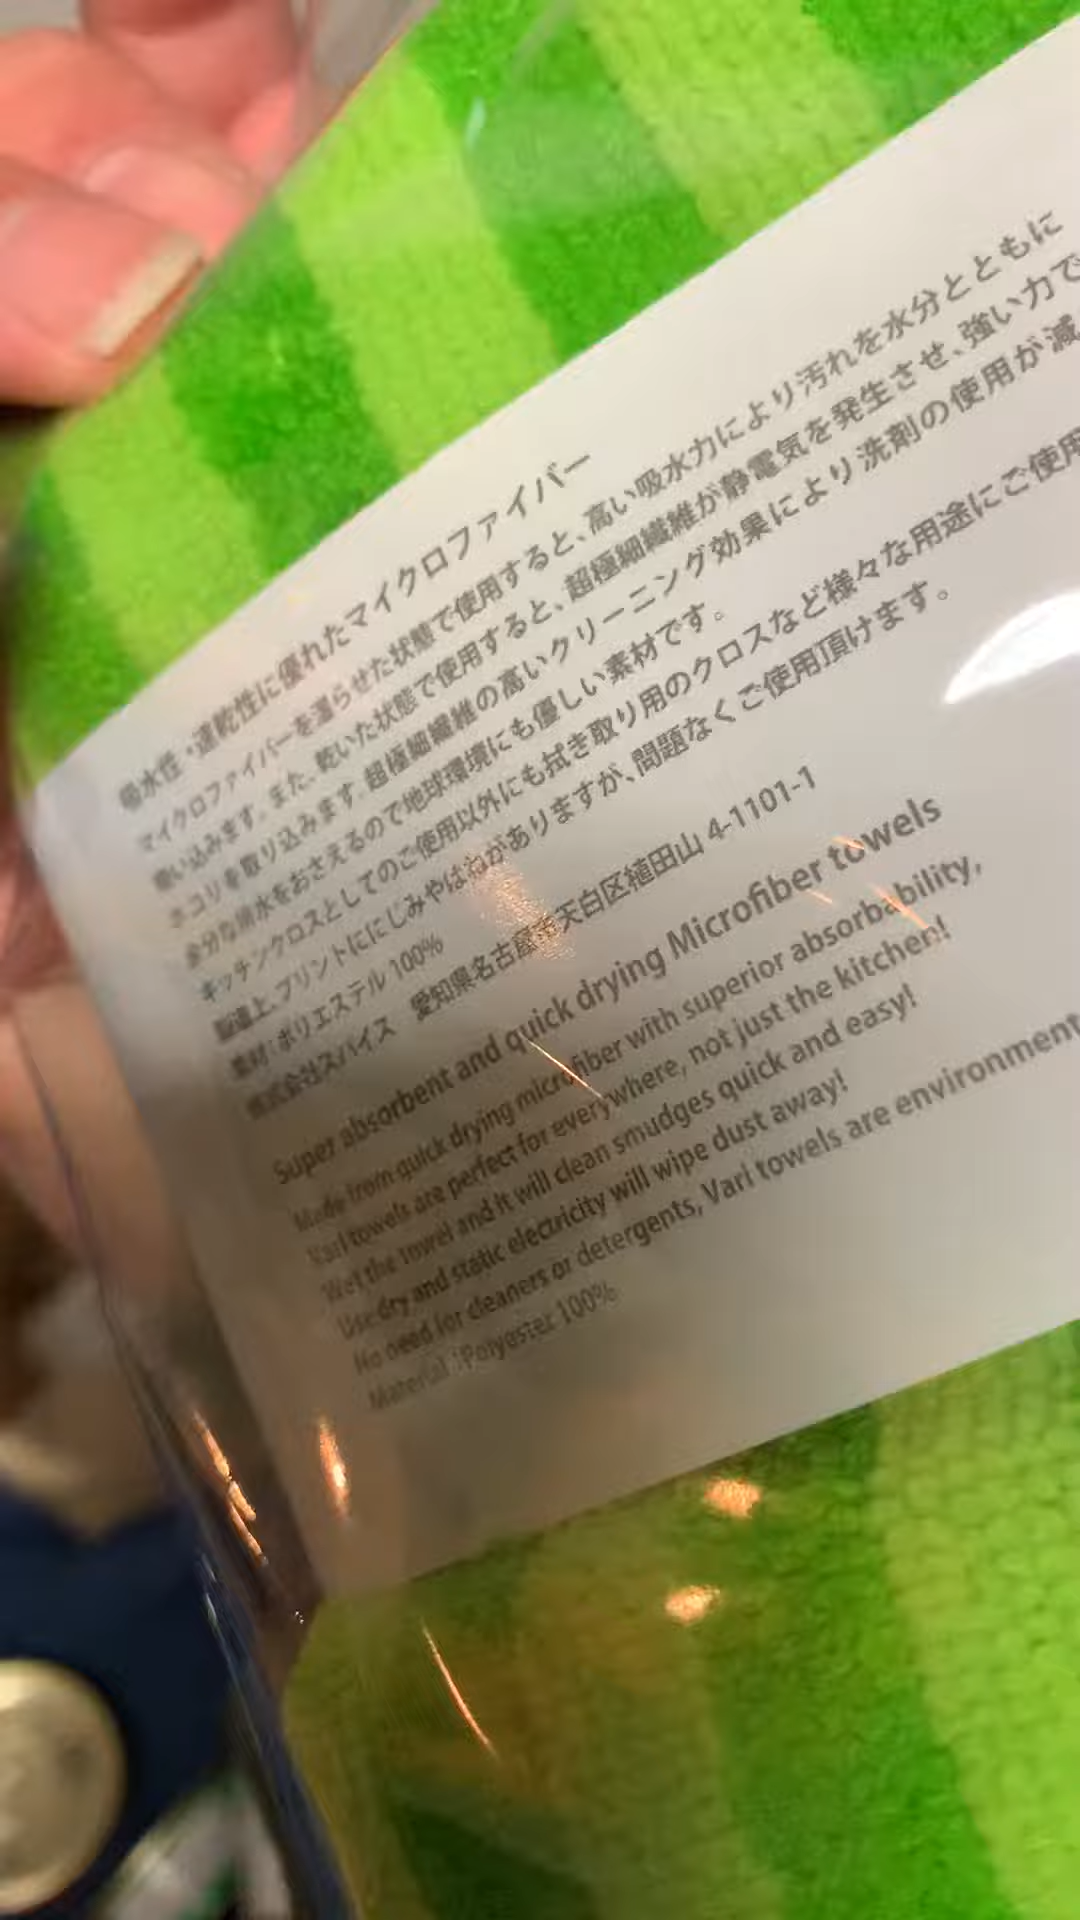 吸水性・速乾性に優れたマイクロファイバー
マイクロファイバーを濡らせた状態で使用すると、高い吸水力により汚れを水分とともに
吸い込みます。また、乾いた状態で使用すると、超極細繊維が静電気を発生させ、強い力で
ホコリを取り込みます。超極細繊維の高いクリーニング効果により洗剤の使用が減
余分な排水をおさえるので地球環境にも優しい素材です。
キッチンクロスとしてのご使用以外にも拭き取り用のクロスなど様々な用途にご使用
製造上、プリントににじみやはねがありますが、問題なくご使用頂けます。
素材：ポリエステル 100%
株式会社スパイス 愛知県名古屋市天白区植田山 4-1101-1
Super absorbent and quick drying Microfiber towels
Made from quick drying microfiber with superior absorbability,
Vari towels are perfect for everywhere, not just the kitchen!
Wet the towel and it will clean smudges quick and easy!
Use dry and static electricity will wipe dust away!
No need for cleaners or detergents, Vari towels are environment
Material : Polyester 100%